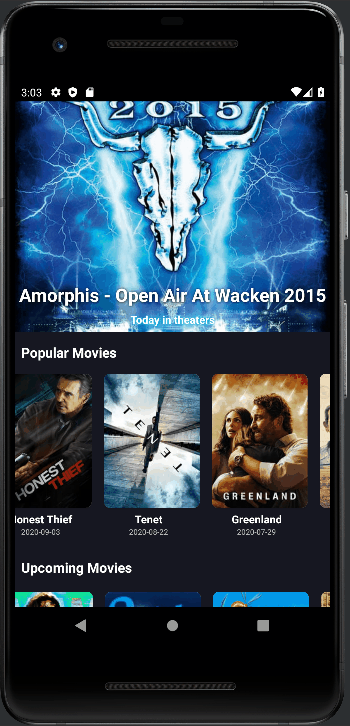 3:03
2015
Amorphis - Open Air At Wacken 2015
Today in theaters
Popular Movies
HONEST THIEF
TENET
GREENLAND
Honest Thief
Tenet
Greenland
2020-09-03
2020-08-22
2020-07-29
Upcoming Movies